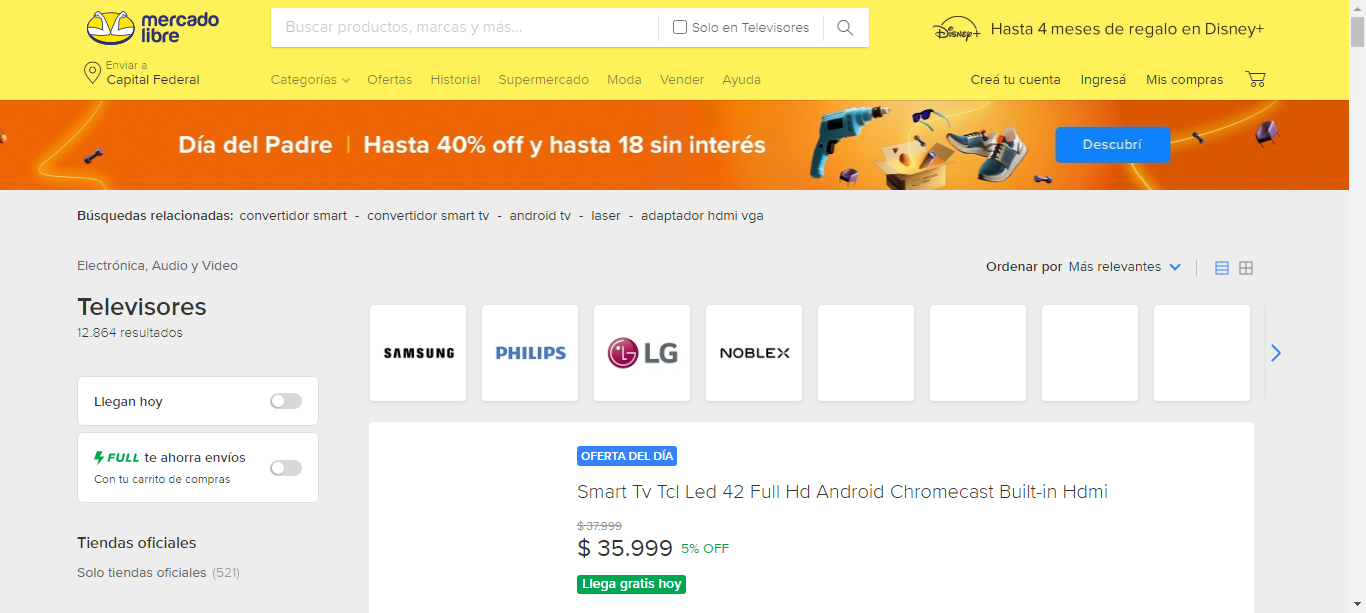 mercado
libre
Buscar productos, marcas y más...
Solo en Televisores
Disney+
Hasta 4 meses de regalo en Disney+
Enviar a
Capital Federal
Categorías
Ofertas
Historial
Supermercado
Moda
Vender
Ayuda
Creá tu cuenta
Ingresá
Mis compras
Día del Padre | Hasta 40% off y hasta 18 sin interés
Descubrí
Búsquedas relacionadas: convertidor smart - convertidor smart tv - android tv - laser - adaptador hdmi vga
Electrónica, Audio y Video
Ordenar por Más relevantes
Televisores
12.864 resultados
SAMSUNG
PHILIPS
LG
NOBLEX
Llegan hoy
FULL te ahorra envíos
Con tu carrito de compras
Tiendas oficiales
Solo tiendas oficiales (521)
OFERTA DEL DÍA
Smart Tv Tcl Led 42 Full Hd Android Chromecast Built-in Hdmi
$ 37.999
$ 35.999 5% OFF
Llega gratis hoy